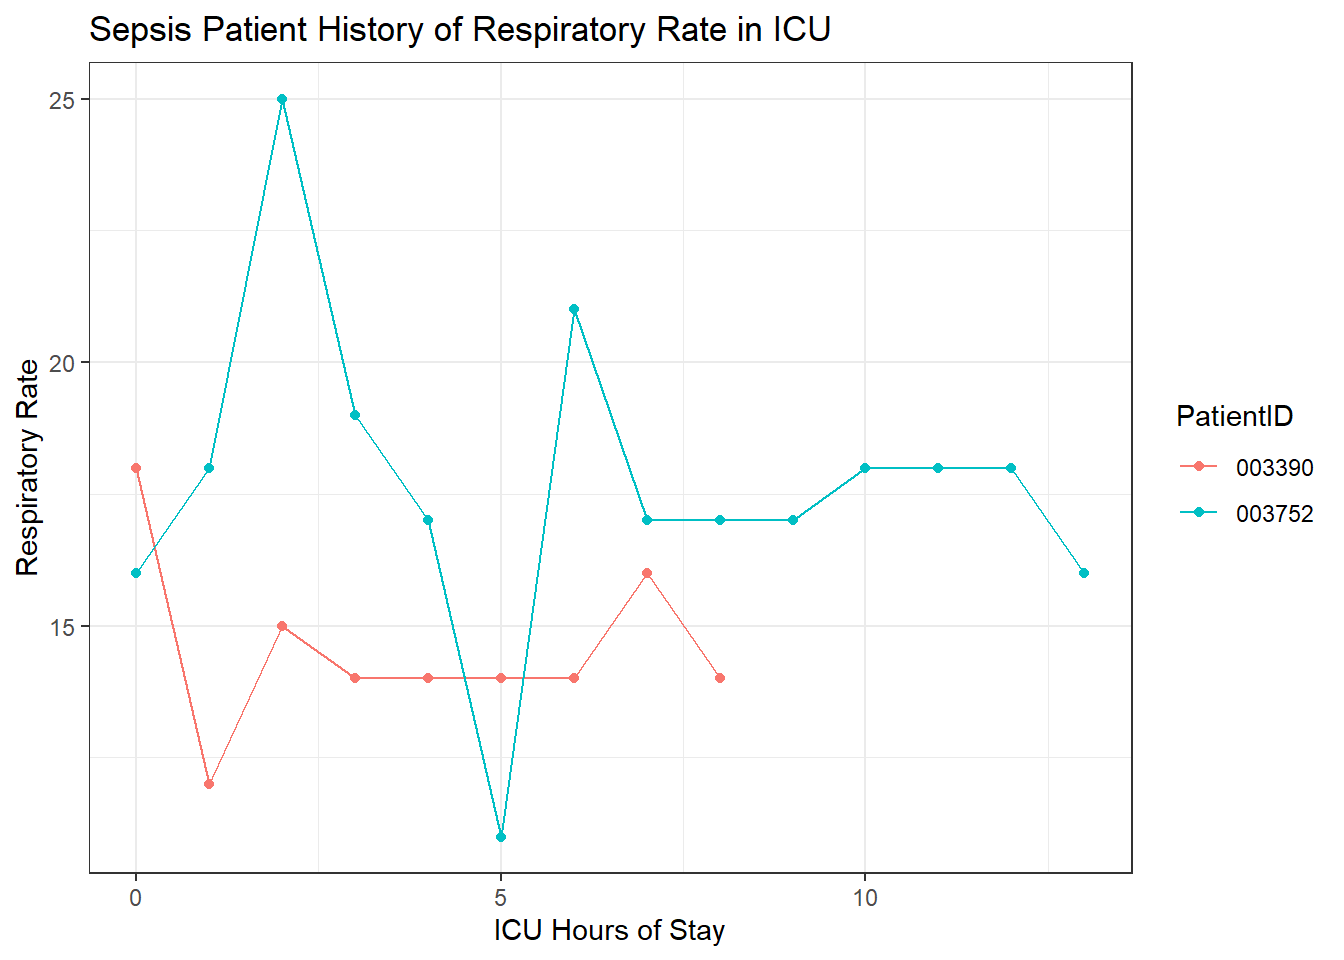 Sepsis Patient History of Respiratory Rate in ICU
25
20
15
Respiratory Rate
0
5
10
ICU Hours of Stay
PatientID
003390
003752